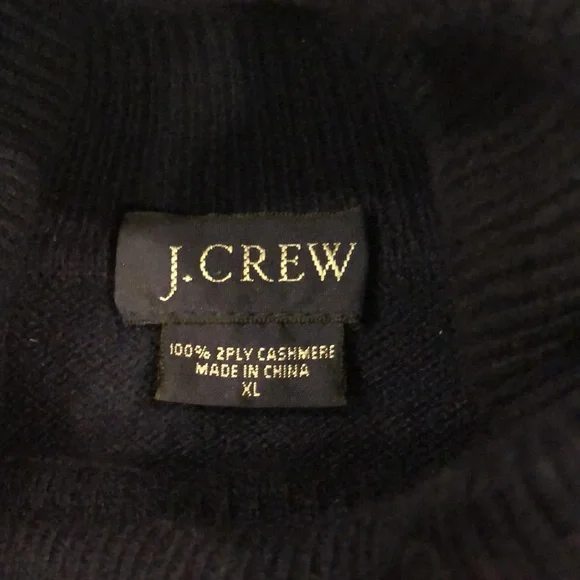 J.CREW
100% 2PLY CASHMERE
MADE IN CHINA
XL